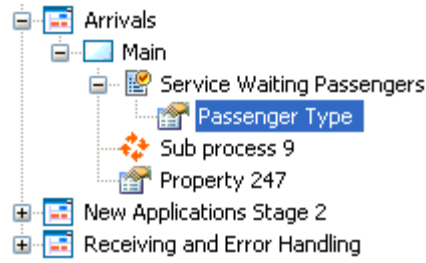 Arrivals
Main
Service Waiting Passengers
Passenger Type
Sub process 9
Property 247
New Applications Stage 2
Receiving and Error Handling